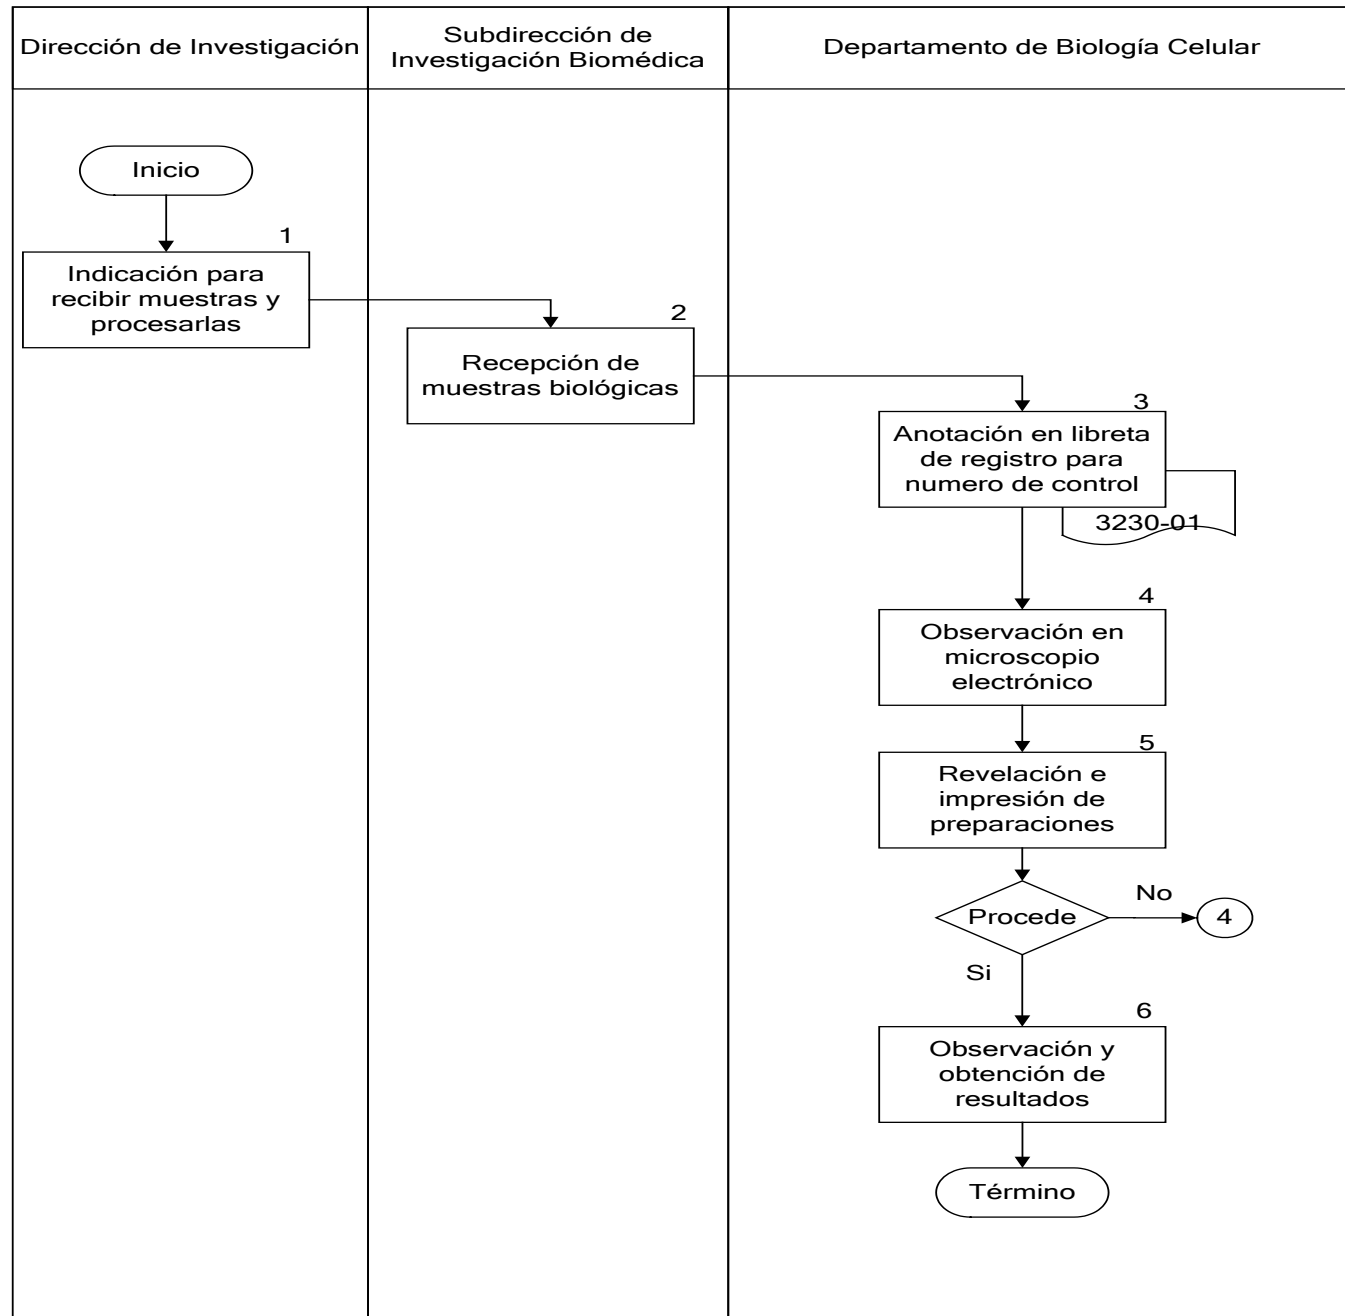 Dirección de Investigación
Subdirección de
Investigación Biomédica
Departamento de Biología Celular
Inicio
1
Indicación para
recibir muestras y
procesarlas
2
Recepción de
muestras biológicas
3
Anotación en libreta
de registro para
numero de control
3230-01
4
Observación en
microscopio
electrónico
5
Revelación e
impresión de
preparaciones
Procede
No
4
Si
6
Observación y
obtención de
resultados
Término